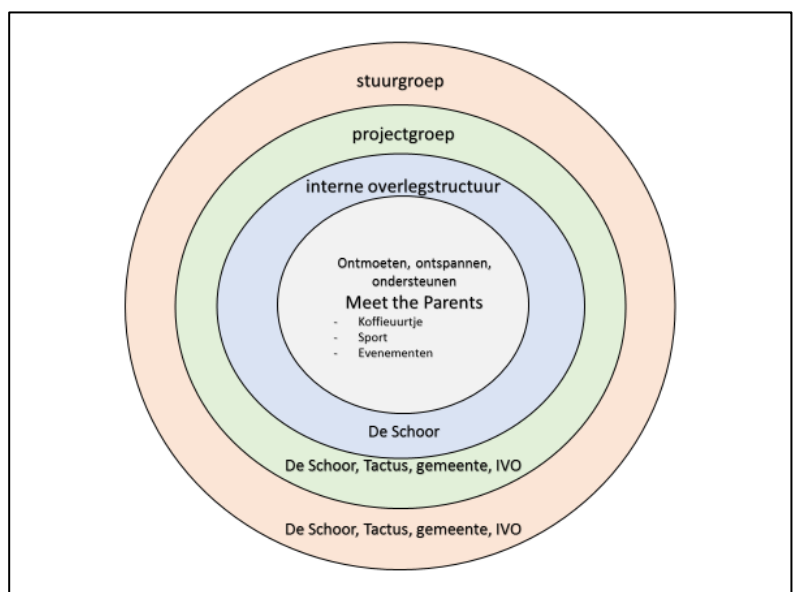 stuurgroep
projectgroep
interne overlegstructuur
Ontmoeten, ontspannen,
ondersteunen
Meet the Parents
- Koffieuurtje
- Sport
- Evenementen
De Schoor
De Schoor, Tactus, gemeente, IVO
De Schoor, Tactus, gemeente, IVO